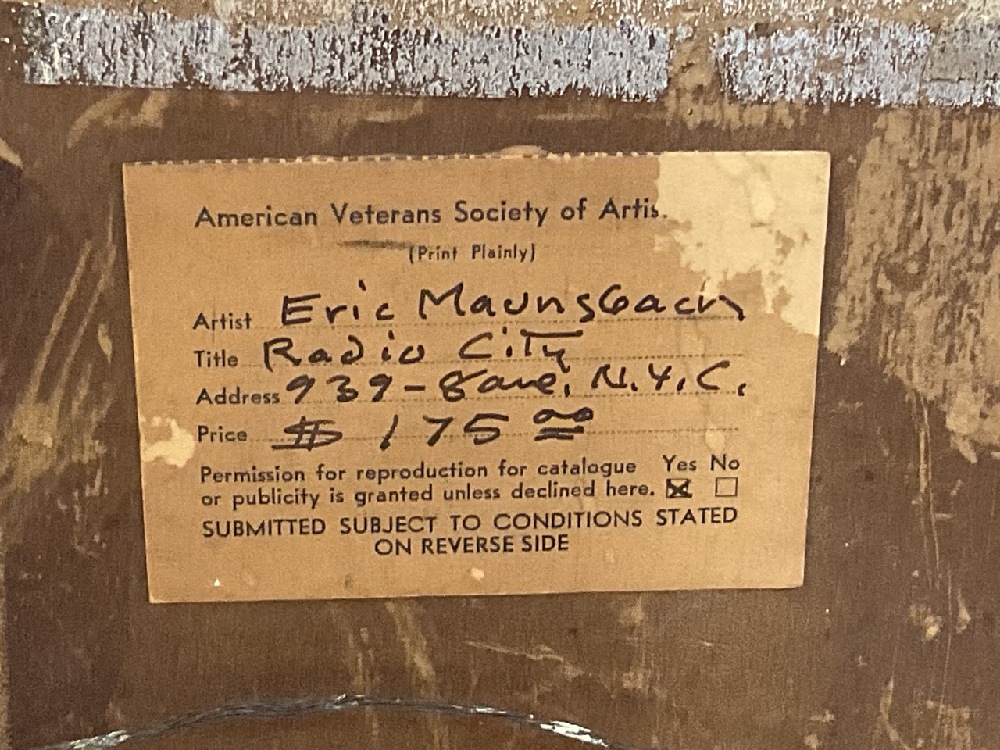 American Veterans Society of Artis.
(Print Plainly)
Artist Eric Maunsbach
Title Radio City
Address 939-8 ave, N.Y.C.
Price $ 175 00
Permission for reproduction for catalogue Yes No
or publicity is granted unless declined here.
SUBMITTED SUBJECT TO CONDITIONS STATED
ON REVERSE SIDE